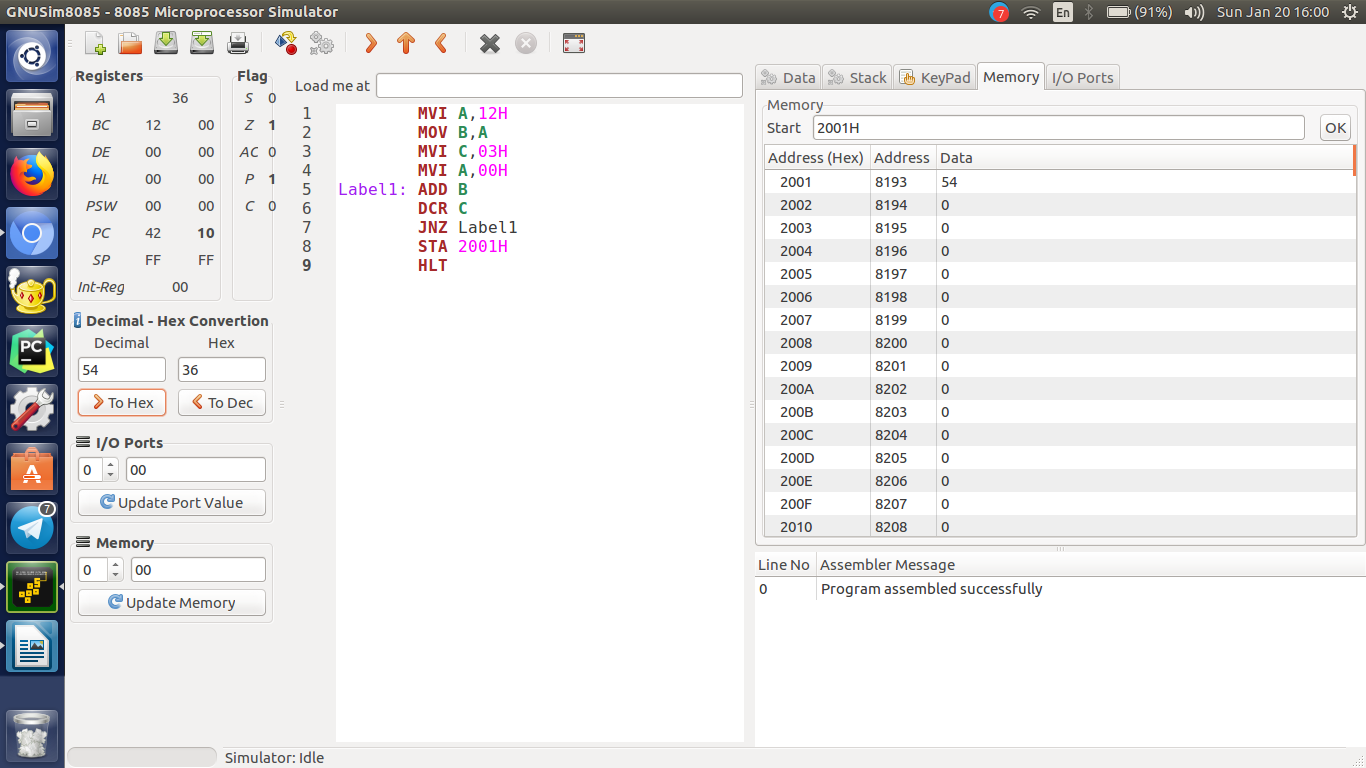 GNUSim8085 - 8085 Microprocessor Simulator
7 En (91%) Sun Jan 20 16:00
Registers
A 36
BC 12 00
DE 00 00
HL 00 00
PSW 00 00
PC 42 10
SP FF FF
Int-Reg 00
Flag
S 0
Z 1
AC 0
P 1
C 0
Decimal - Hex Convertion
Decimal Hex
54 36
To Hex To Dec
I/O Ports
0 00
Update Port Value
Memory
0 00
Update Memory
Load me at
1 MVI A,12H
2 MOV B,A
3 MVI C,03H
4 MVI A,00H
5 Label1: ADD B
6 DCR C
7 JNZ Label1
8 STA 2001H
9 HLT
Data Stack KeyPad Memory I/O Ports
Memory
Start 2001H OK
Address (Hex) Address Data
2001 8193 54
2002 8194 0
2003 8195 0
2004 8196 0
2005 8197 0
2006 8198 0
2007 8199 0
2008 8200 0
2009 8201 0
200A 8202 0
200B 8203 0
200C 8204 0
200D 8205 0
200E 8206 0
200F 8207 0
2010 8208 0
Line No Assembler Message
0 Program assembled successfully
Simulator: Idle
PC
A
7